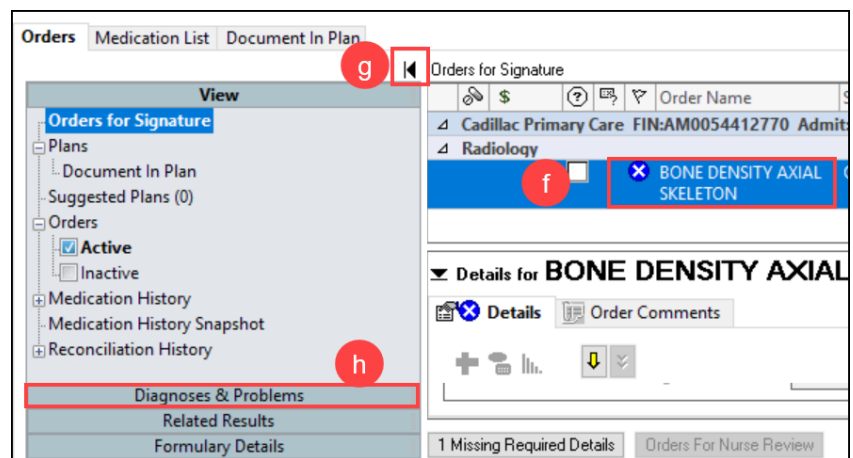 Orders Medication List Document In Plan
g
Orders for Signature
View
$ ? Order Name
Orders for Signature
Cadillac Primary Care FIN:AM0054412770 Admit:
Plans
Radiology
Document In Plan
f
BONE DENSITY AXIAL
SKELETON
Suggested Plans (0)
Orders
Active
Inactive
Details for BONE DENSITY AXIAL
Medication History
Details Order Comments
Medication History Snapshot
Reconciliation History
h
Diagnoses & Problems
Related Results
Formulary Details
1 Missing Required Details Orders For Nurse Review